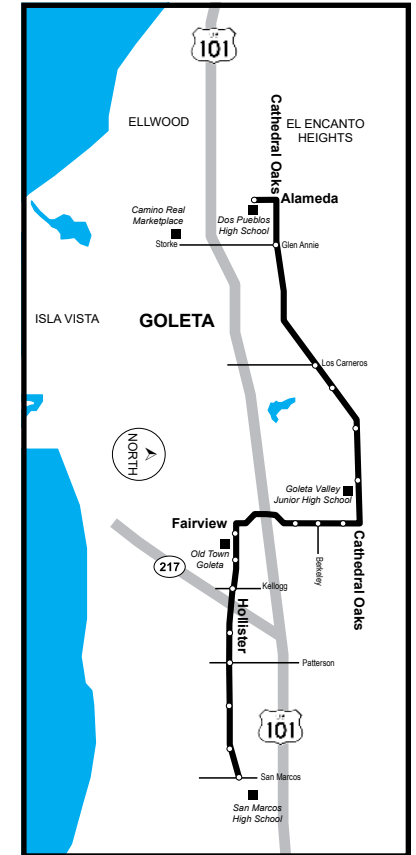 US
101
ELLWOOD
Cathedral Oaks
EL ENCANTO
HEIGHTS
Alameda
Camino Real
Marketplace
Dos Pueblos
High School
Storke
Glen Annie
ISLA VISTA
GOLETA
Los Carneros
NORTH
Goleta Valley
Junior High School
Fairview
Old Town
Goleta
Berkeley
Cathedral Oaks
217
Kellogg
Hollister
Patterson
US
101
San Marcos
San Marcos
High School